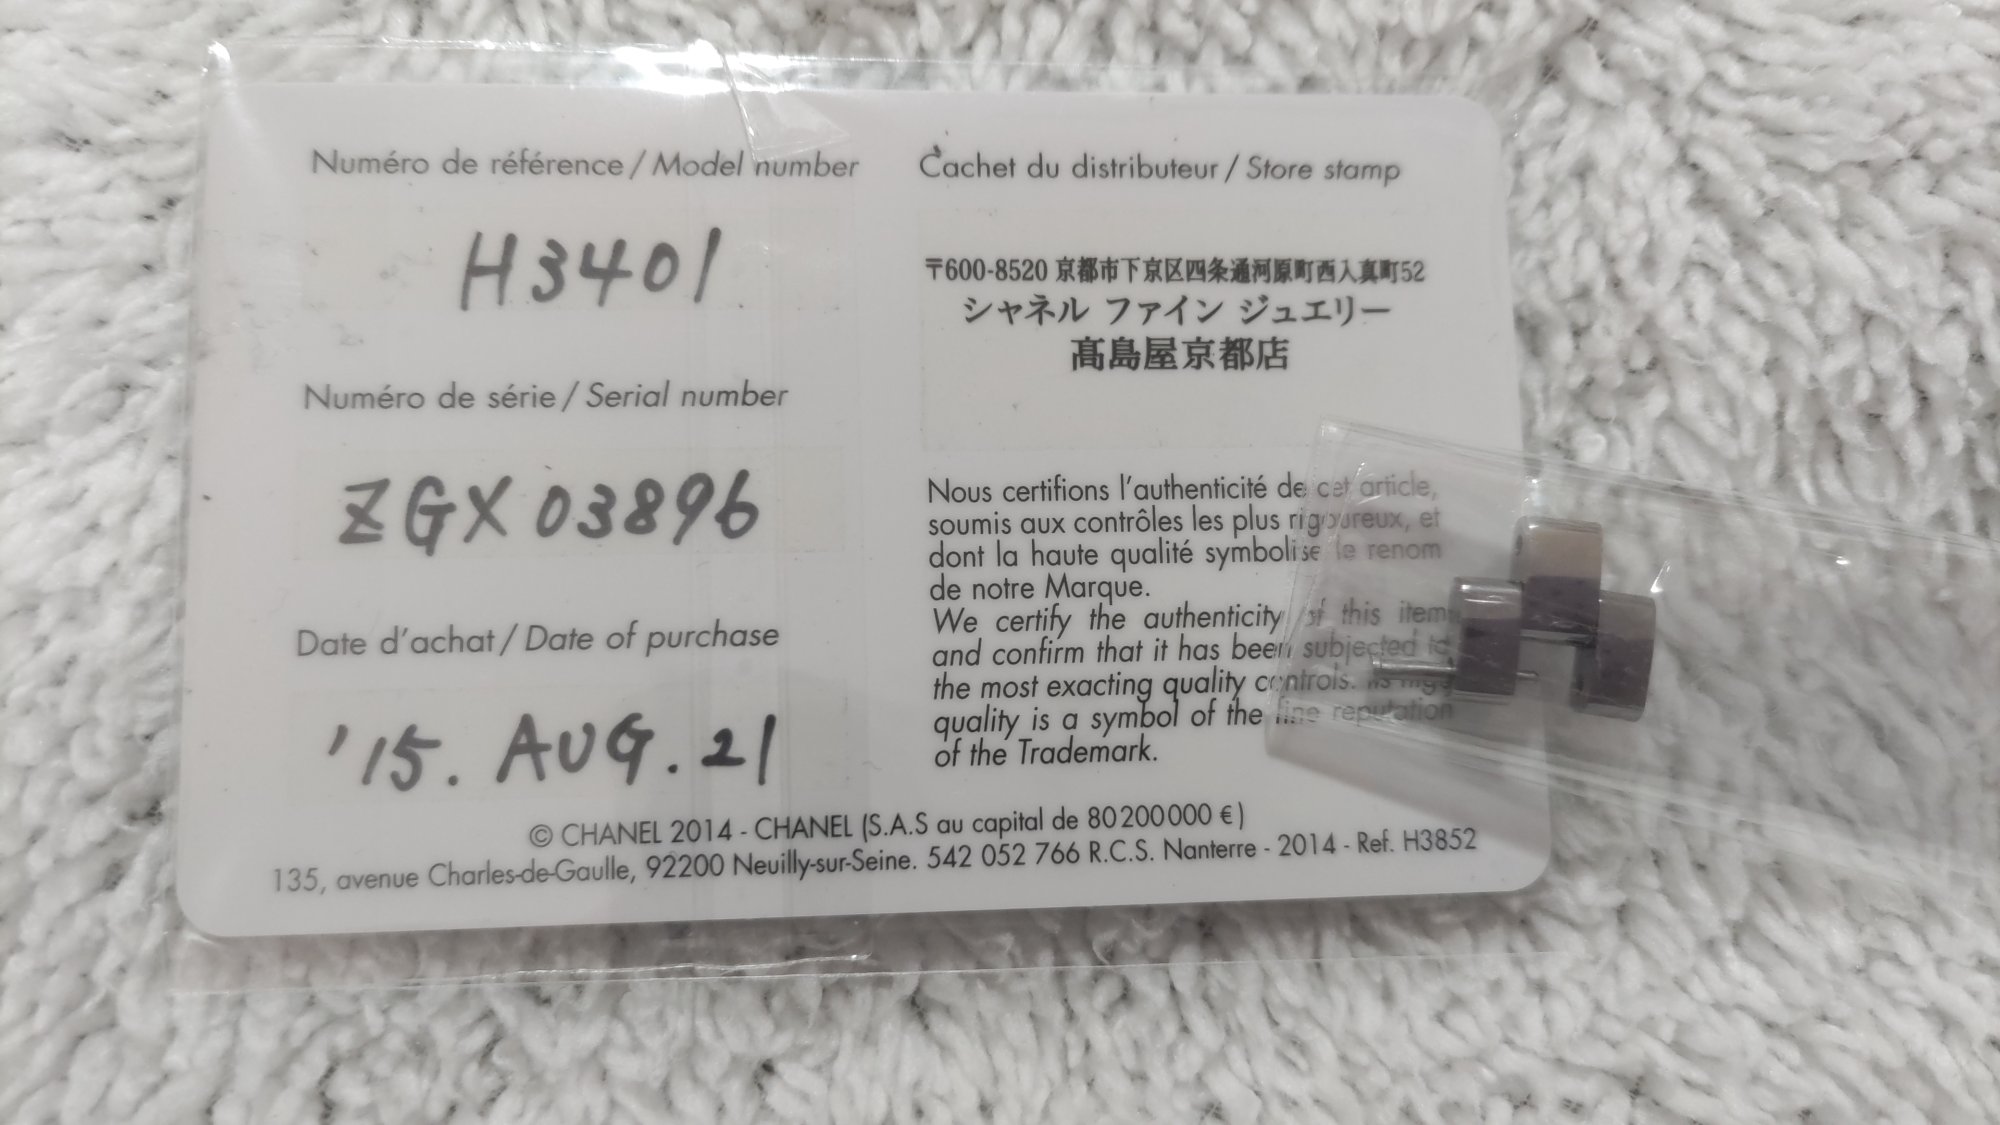 Numéro de référence / Model number
H3401
Numéro de série / Serial number
ZGX03896
Date d'achat / Date of purchase
'15. AUG. 21
Cachet du distributeur / Store stamp
〒600-8520 京都市下京区四条通河原町西入真町52
シャネル ファイン ジュエリー
髙島屋京都店
Nous certifions l'authenticité de cet article,
soumis aux contrôles les plus rigoureux, et
dont la haute qualité symbolise le renom
de notre Marque.
We certify the authenticity of this item
and confirm that it has been subjected to
the most exacting quality controls. Its high
quality is a symbol of the fine reputation
of the Trademark.
© CHANEL 2014 - CHANEL (S.A.S au capital de 80200000 €)
135, avenue Charles-de-Gaulle, 92200 Neuilly-sur-Seine. 542 052 766 R.C.S. Nanterre - 2014 - Ref. H3852